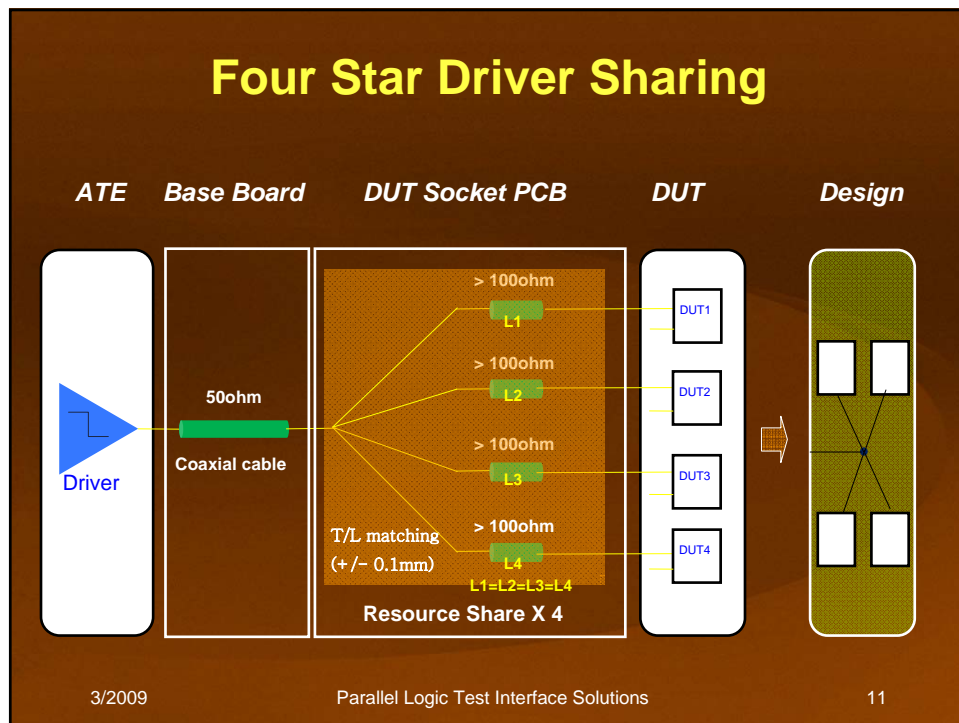 Four Star Driver Sharing
ATE
Base Board
DUT Socket PCB
DUT
Design
> 100ohm
L1
DUT1
> 100ohm
L2
DUT2
50ohm
Coaxial cable
Driver
> 100ohm
L3
DUT3
> 100ohm
L4
DUT4
T/L matching
(+/- 0.1mm)
L1=L2=L3=L4
Resource Share X 4
3/2009
Parallel Logic Test Interface Solutions
11